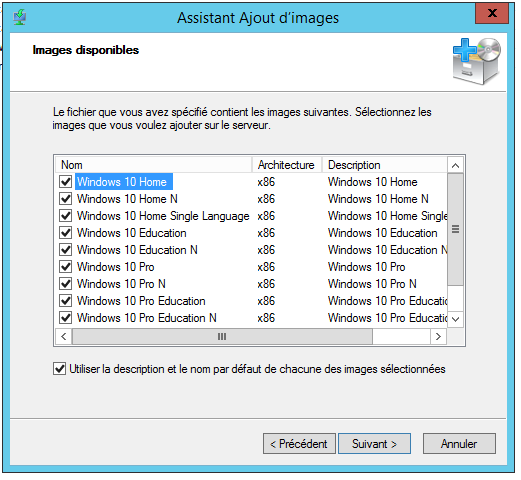 Assistant Ajout d'images
x
Images disponibles
Le fichier que vous avez spécifié contient les images suivantes. Sélectionnez les
images que vous voulez ajouter sur le serveur.
Nom Architecture Description
Windows 10 Home x86 Windows 10 Home
Windows 10 Home N x86 Windows 10 Home N
Windows 10 Home Single Language x86 Windows 10 Home Single
Windows 10 Education x86 Windows 10 Education
Windows 10 Education N x86 Windows 10 Education N
Windows 10 Pro x86 Windows 10 Pro
Windows 10 Pro N x86 Windows 10 Pro N
Windows 10 Pro Education x86 Windows 10 Pro Educatio
Windows 10 Pro Education N x86 Windows 10 Pro Educatio
Utiliser la description et le nom par défaut de chacune des images sélectionnées
< Précédent Suivant > Annuler